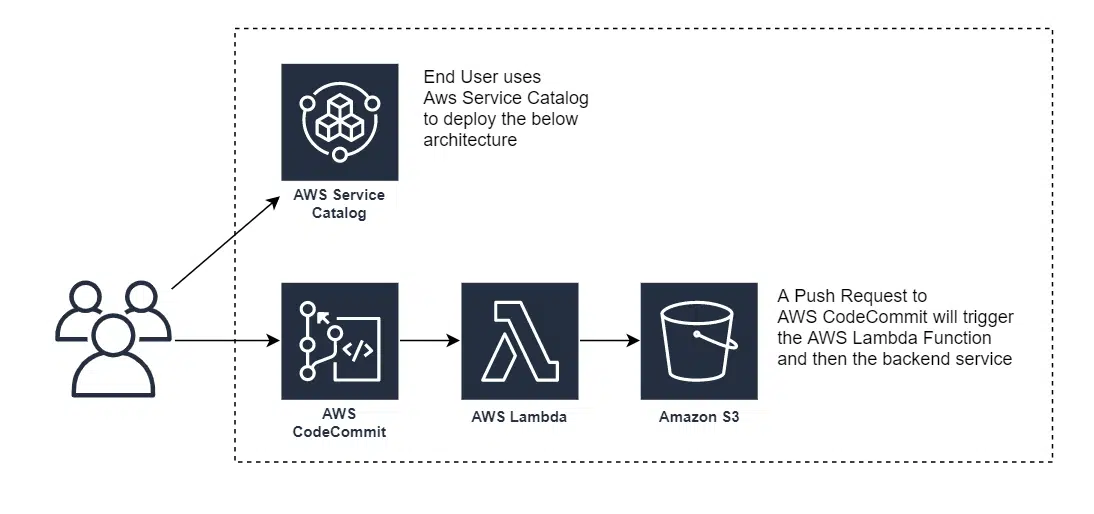 End User uses
Aws Service Catalog
to deploy the below
architecture
AWS Service
Catalog
A Push Request to
AWS CodeCommit will trigger
the AWS Lambda Function
and then the backend service
</>
AWS
CodeCommit
AWS Lambda
Amazon S3